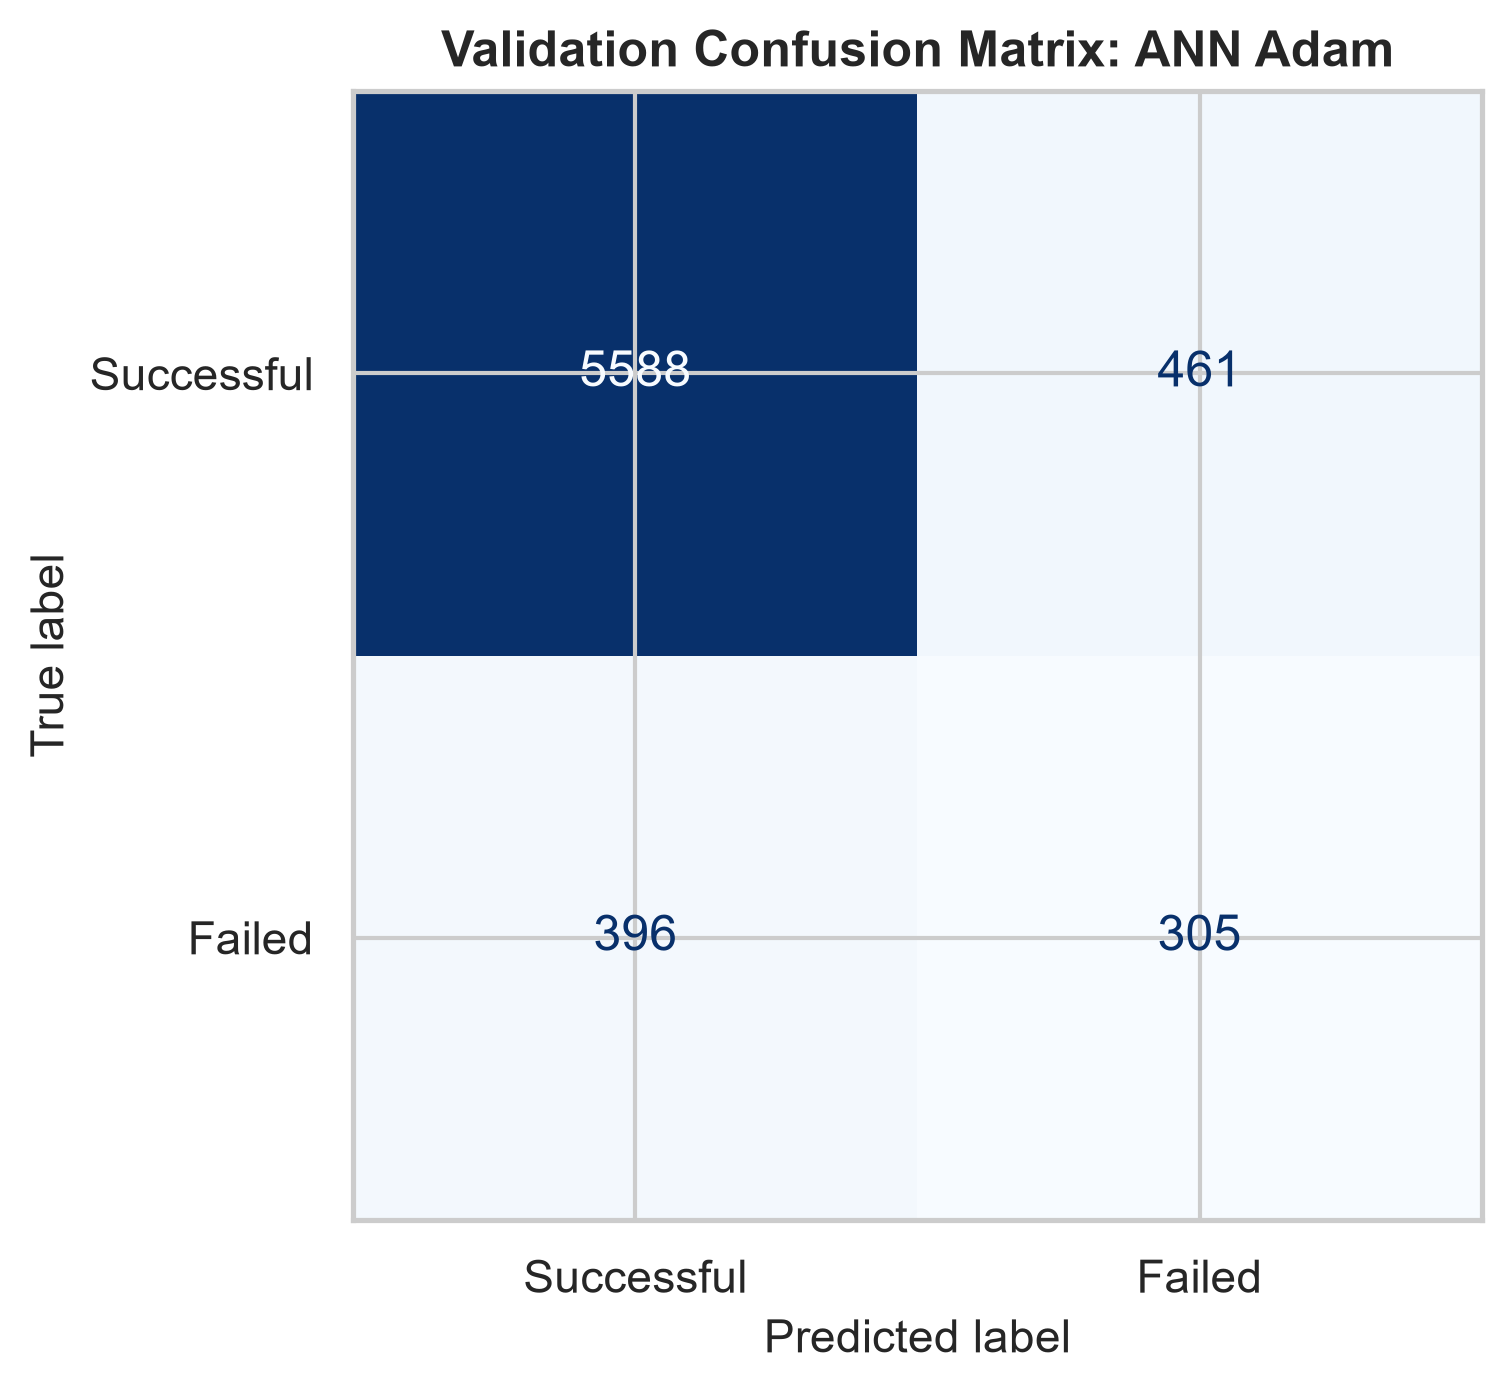 Validation Confusion Matrix: ANN Adam
Successful
5588
461
True label
Failed
396
305
Successful
Failed
Predicted label